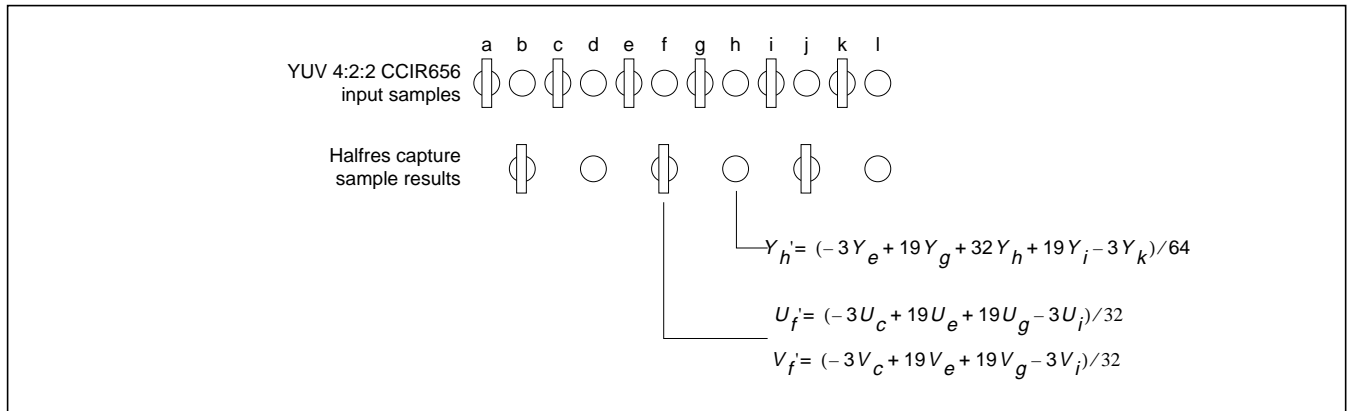 a b c d e f g h i j k l
YUV 4:2:2 CCIR656
input samples
Halfres capture
sample results
Y_h'= (– 3Y_e + 19Y_g + 32Y_h + 19Y_i – 3Y_k)/64
U_f'= (– 3U_c + 19U_e + 19U_g – 3U_i)/32
V_f'= (– 3V_c + 19V_e + 19V_g – 3V_i)/32